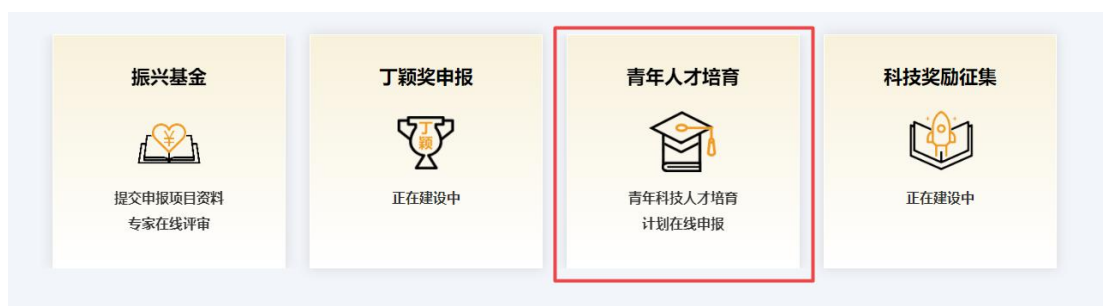 振兴基金
¥
提交申报项目资料
专家在线评审
丁颖奖申报
丁
颖
正在建设中
青年人才培育
青年科技人才培育
计划在线申报
科技奖励征集
正在建设中